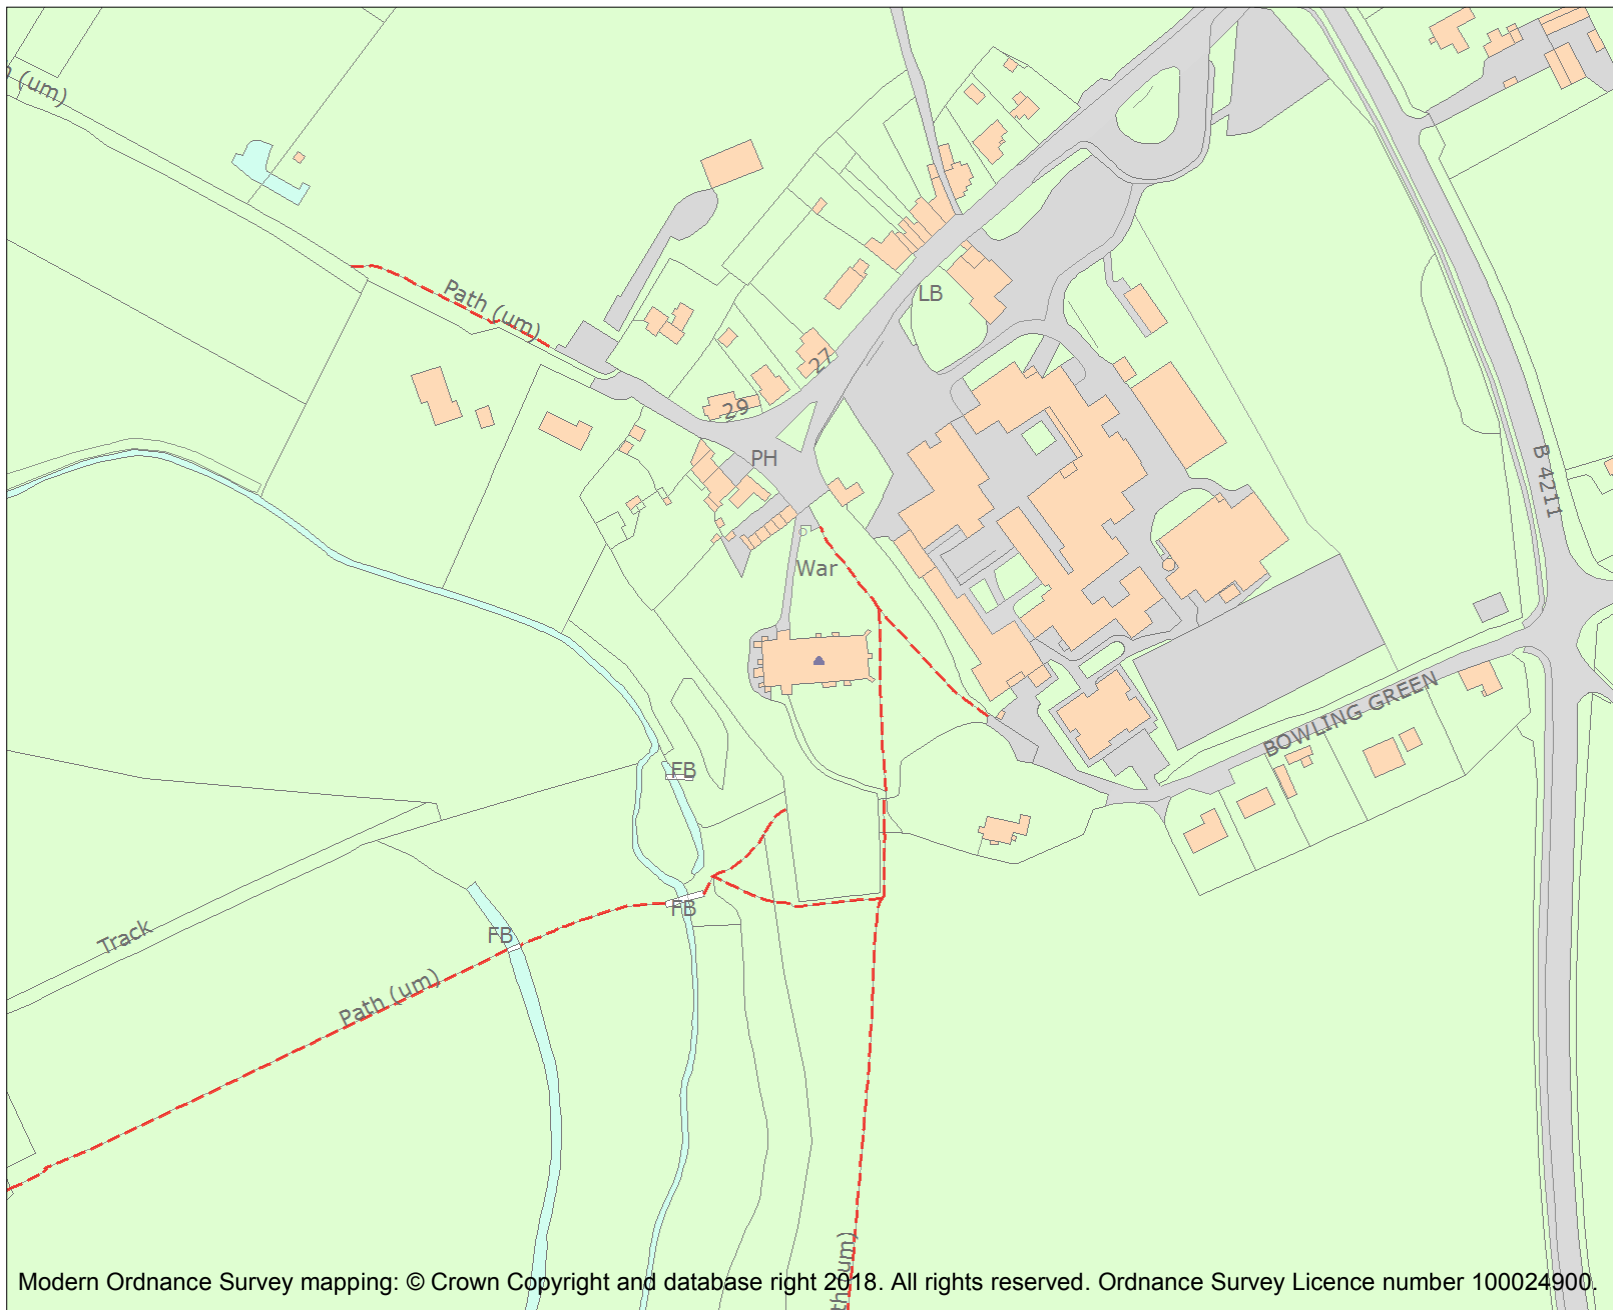 (um)
Path (um)
LB
27
29
PH
B 4211
War
BOWLING GREEN
FB
FB
FB
Track
Path (um)
(um)
Modern Ordnance Survey mapping: © Crown Copyright and database right 2018. All rights reserved. Ordnance Survey Licence number 100024900.